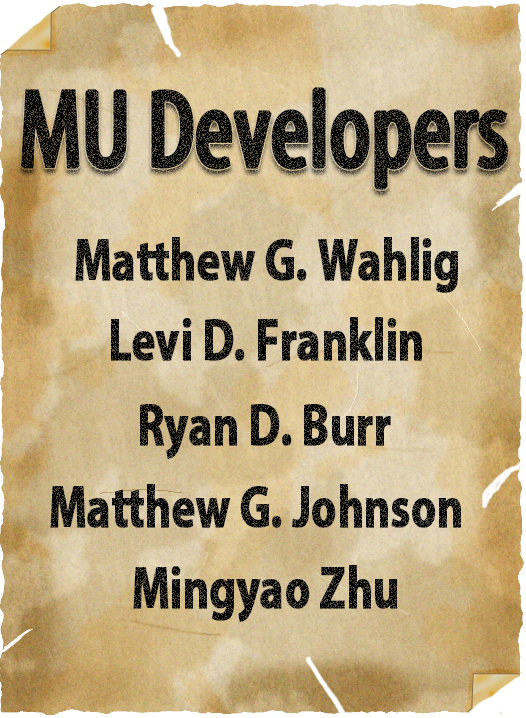 MU Developers
Matthew G. Wahlig
Levi D. Franklin
Ryan D. Burr
Matthew G. Johnson
Mingyao Zhu